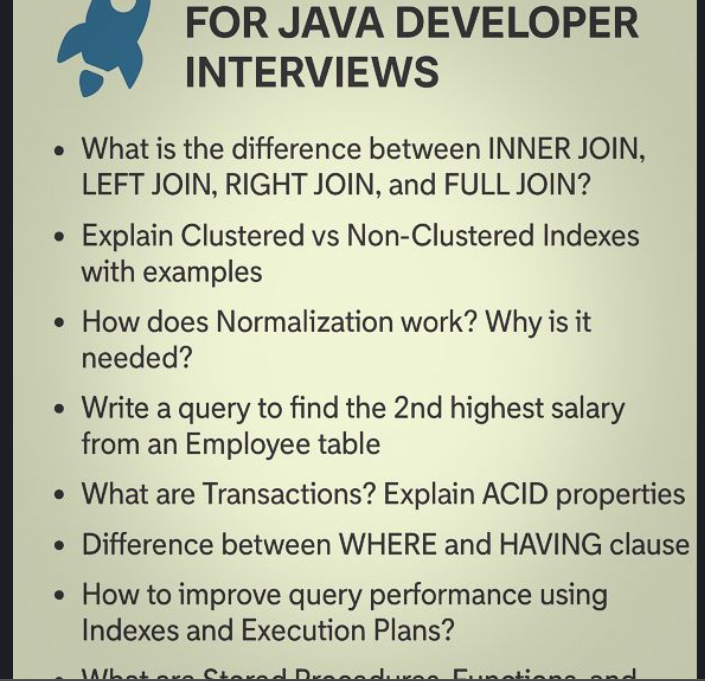 FOR JAVA DEVELOPER
INTERVIEWS
• What is the difference between INNER JOIN,
LEFT JOIN, RIGHT JOIN, and FULL JOIN?
• Explain Clustered vs Non-Clustered Indexes
with examples
• How does Normalization work? Why is it
needed?
• Write a query to find the 2nd highest salary
from an Employee table
• What are Transactions? Explain ACID properties
• Difference between WHERE and HAVING clause
• How to improve query performance using
Indexes and Execution Plans?
• What are Stored Procedures, Functions, and